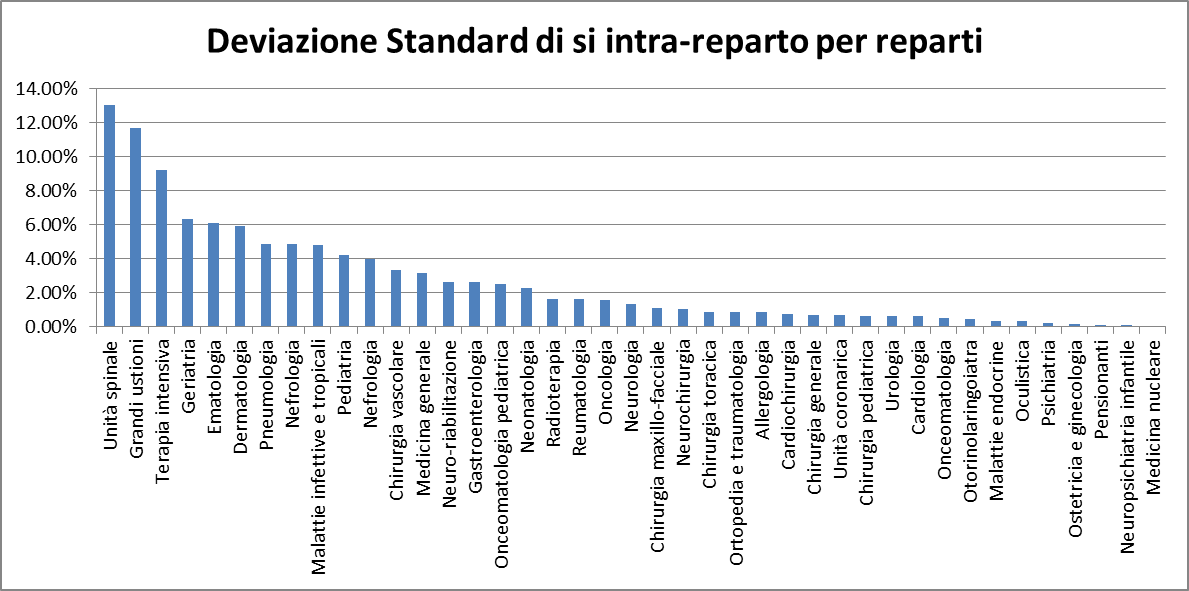 Deviazione Standard di si intra-reparto per reparti
14.00%
12.00%
10.00%
8.00%
6.00%
4.00%
2.00%
0.00%
Unità spinale
Grandi ustioni
Terapia intensiva
Geriatria
Ematologia
Dermatologia
Pneumologia
Nefrologia
Malattie infettive e tropicali
Pediatria
Nefrologia
Chirurgia vascolare
Medicina generale
Neuro-riabilitazione
Gastroenterologia
Onceomatologia pediatrica
Neonatologia
Radioterapia
Reumatologia
Oncologia
Neurologia
Chirurgia maxillo-facciale
Neurochirurgia
Chirurgia toracica
Ortopedia e traumatologia
Allergologia
Cardiochirurgia
Chirurgia generale
Unità coronarica
Chirurgia pediatrica
Urologia
Cardiologia
Onceomatologia
Otorinolaringoiatra
Malattie endocrine
Oculistica
Psichiatria
Ostetricia e ginecologia
Pensionanti
Neuropsichiatria infantile
Medicina nucleare